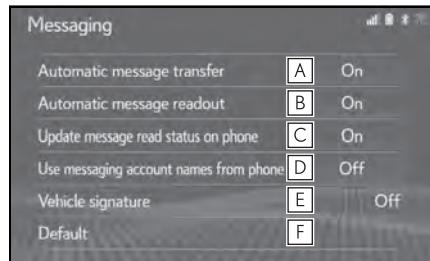 Messaging
Automatic message transfer A On
Automatic message readout B On
Update message read status on phone C On
Use messaging account names from phone D Off
Vehicle signature E Off
Default F